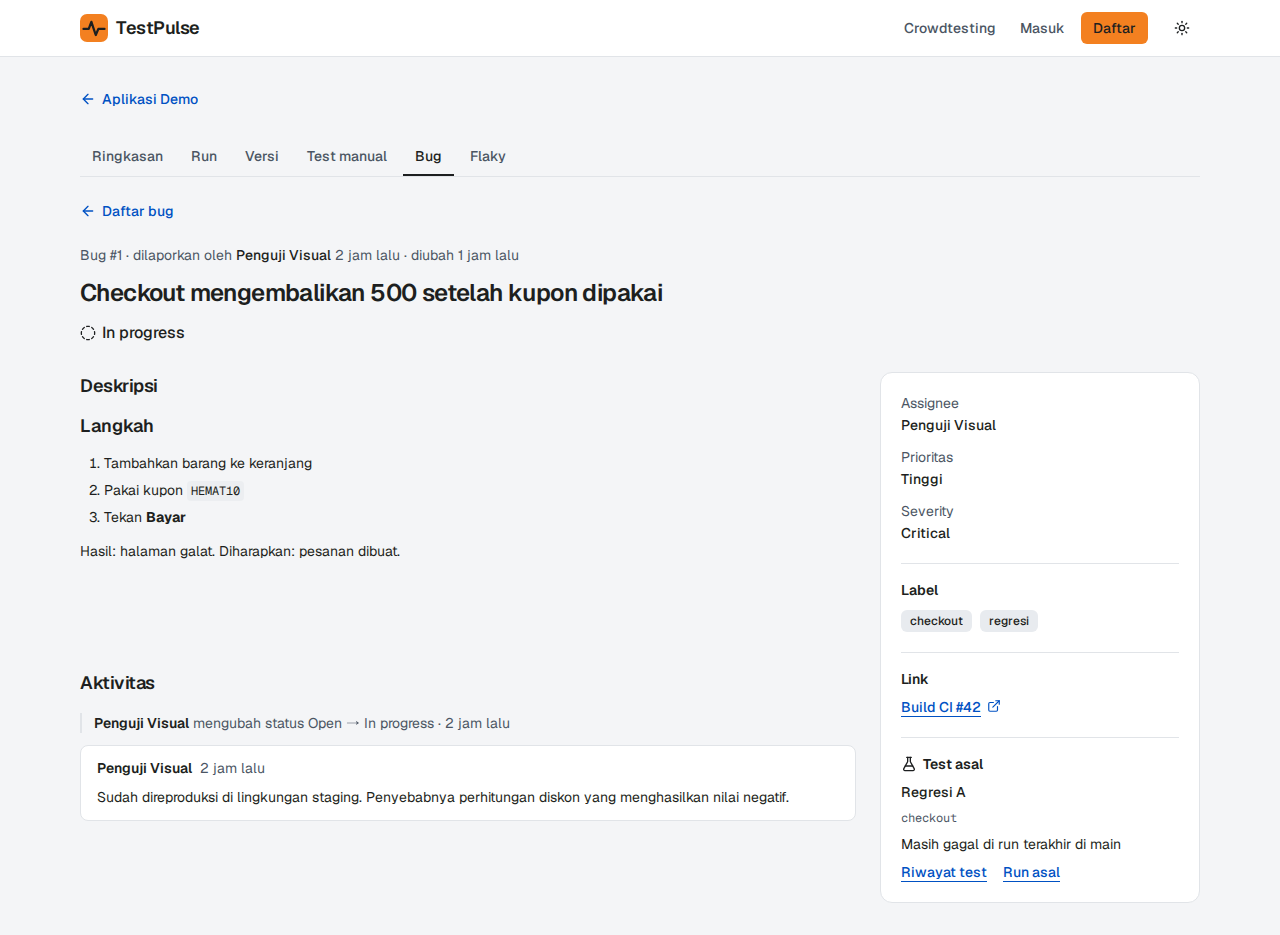 TestPulse
Crowdtesting Masuk Daftar
Aplikasi Demo
Ringkasan Run Versi Test manual Bug Flaky
Daftar bug
Bug #1 · dilaporkan oleh Penguji Visual 2 jam lalu · diubah 1 jam lalu
Checkout mengembalikan 500 setelah kupon dipakai
In progress
Deskripsi
Langkah
1. Tambahkan barang ke keranjang
2. Pakai kupon HEMAT10
3. Tekan Bayar
Hasil: halaman galat. Diharapkan: pesanan dibuat.
Aktivitas
Penguji Visual mengubah status Open → In progress · 2 jam lalu
Penguji Visual 2 jam lalu
Sudah direproduksi di lingkungan staging. Penyebabnya perhitungan diskon yang menghasilkan nilai negatif.
Assignee
Penguji Visual
Prioritas
Tinggi
Severity
Critical
Label
checkout regresi
Link
Build CI #42
Test asal
Regresi A
checkout
Masih gagal di run terakhir di main
Riwayat test Run asal